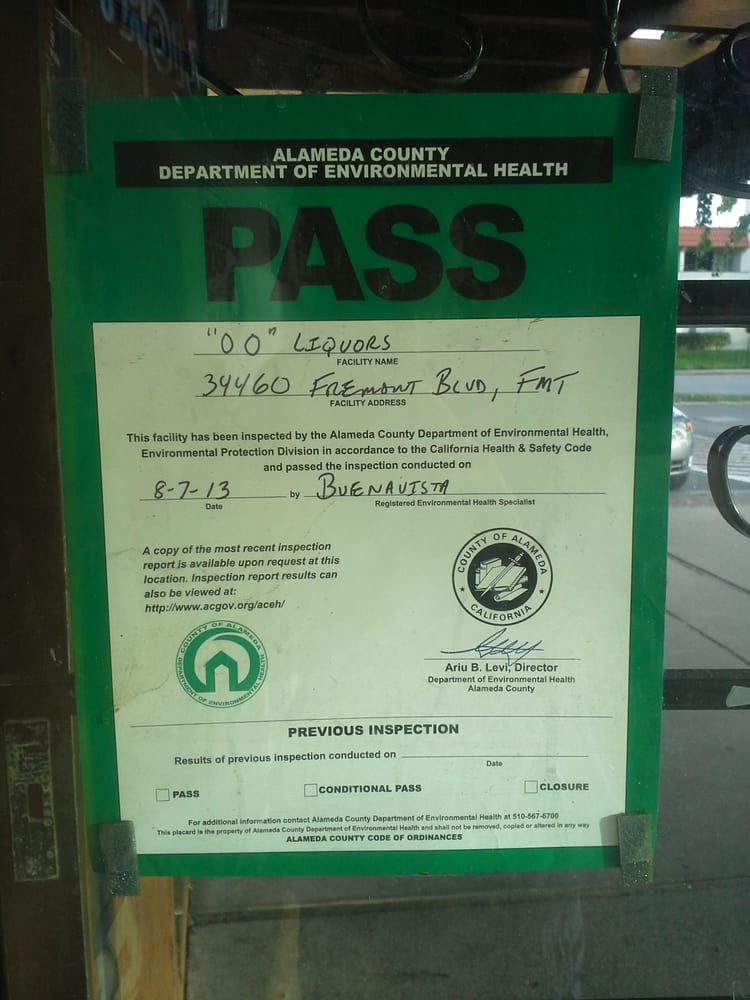 ALAMEDA COUNTY
DEPARTMENT OF ENVIRONMENTAL HEALTH
PASS
"OO" LIQUORS
FACILITY NAME
34460 FREMONT BLVD, FMT
FACILITY ADDRESS
This facility has been inspected by the Alameda County Department of Environmental Health,
Environmental Protection Division in accordance to the California Health & Safety Code
and passed the inspection conducted on
8-7-13 by BUENAVISTA
Date Registered Environmental Health Specialist
A copy of the most recent inspection
report is available upon request at this
location. Inspection report results can
also be viewed at:
http://www.acgov.org/aceh/
COUNTY OF ALAMEDA
CALIFORNIA
COUNTY OF ALAMEDA
DEPARTMENT OF ENVIRONMENTAL HEALTH
Ariu B. Levi, Director
Department of Environmental Health
Alameda County
PREVIOUS INSPECTION
Results of previous inspection conducted on
Date
PASS CONDITIONAL PASS CLOSURE
For additional information contact Alameda County Department of Environmental Health at 510-567-6700
This placard is the property of Alameda County Department of Environmental Health and shall not be removed, copied or altered in any way
ALAMEDA COUNTY CODE OF ORDINANCES